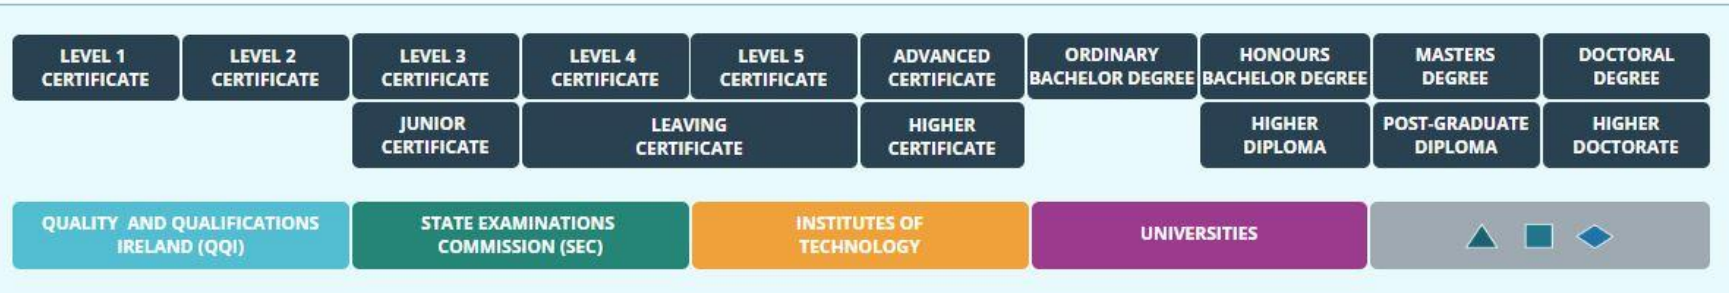 LEVEL 1
CERTIFICATE
LEVEL 2
CERTIFICATE
LEVEL 3
CERTIFICATE
LEVEL 4
CERTIFICATE
LEVEL 5
CERTIFICATE
ADVANCED
CERTIFICATE
ORDINARY
BACHELOR DEGREE
HONOURS
BACHELOR DEGREE
MASTERS
DEGREE
DOCTORAL
DEGREE
JUNIOR
CERTIFICATE
LEAVING
CERTIFICATE
HIGHER
CERTIFICATE
HIGHER
DIPLOMA
POST-GRADUATE
DIPLOMA
HIGHER
DOCTORATE
QUALITY AND QUALIFICATIONS
IRELAND (QQI)
STATE EXAMINATIONS
COMMISSION (SEC)
INSTITUTES OF
TECHNOLOGY
UNIVERSITIES